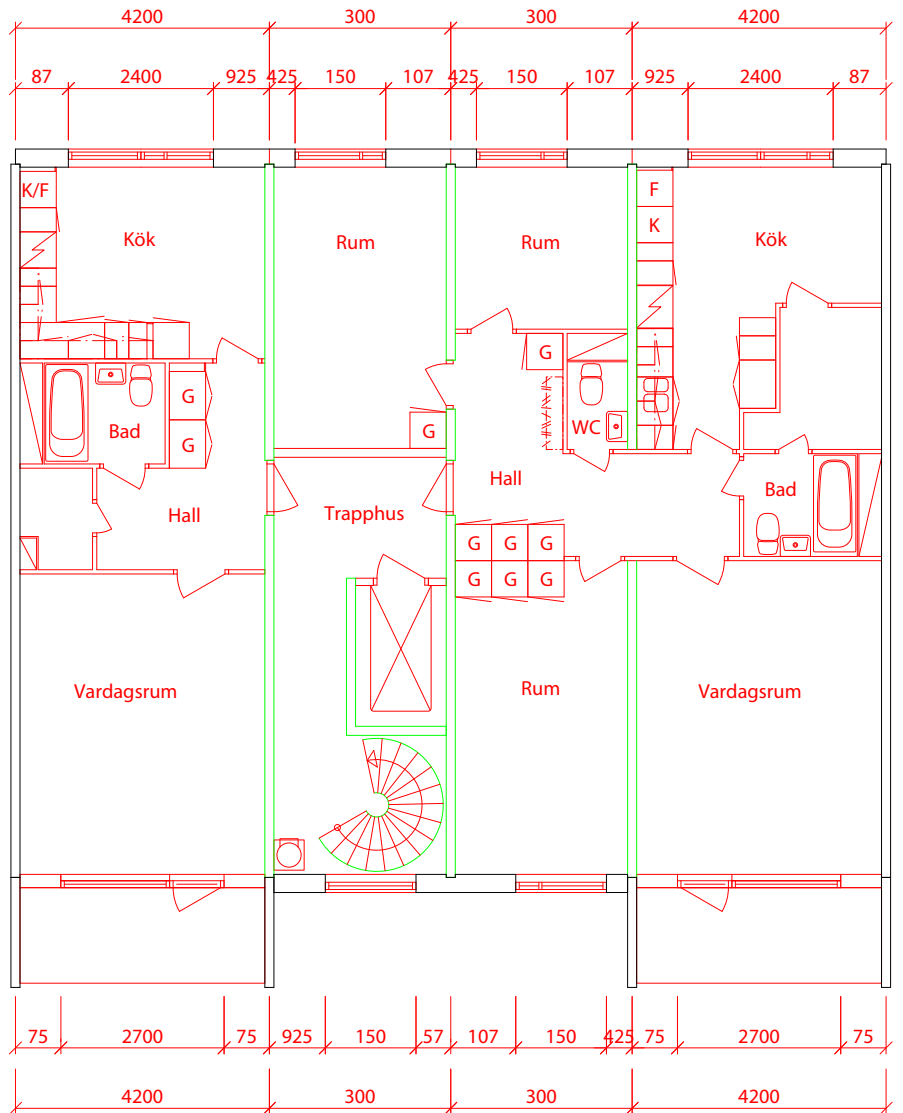 4200 300 300 4200
87 2400 925 425 150 107 425 150 107 925 2400 87
K/F F
K
Kök Rum Rum Kök
G
G
Bad G WC
G
Hall Bad
Hall Trapphus
G G G
G G G
Vardagsrum Rum Vardagsrum
75 2700 75 925 150 57 107 150 425 75 2700 75
4200 300 300 4200